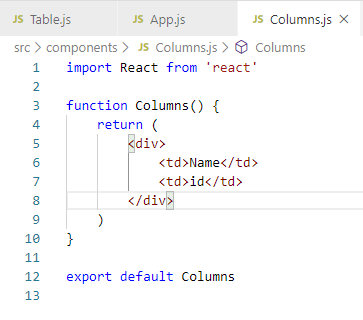 JS Table.js JS App.js JS Columns.js ×
src > components > JS Columns.js > Columns
1 import React from 'react'
2
3 function Columns() {
4     return (
5         <div>
6             <td>Name</td>
7             <td>id</td>
8         </div>
9     )
10 }
11
12 export default Columns
13